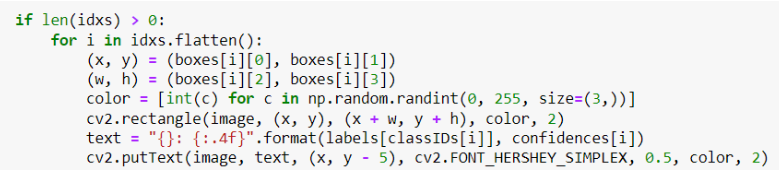 if len(idxs) > 0:
    for i in idxs.flatten():
        (x, y) = (boxes[i][0], boxes[i][1])
        (w, h) = (boxes[i][2], boxes[i][3])
        color = [int(c) for c in np.random.randint(0, 255, size=(3,))]
        cv2.rectangle(image, (x, y), (x + w, y + h), color, 2)
        text = "{}: {:.4f}".format(labels[classIDs[i]], confidences[i])
        cv2.putText(image, text, (x, y - 5), cv2.FONT_HERSHEY_SIMPLEX, 0.5, color, 2)